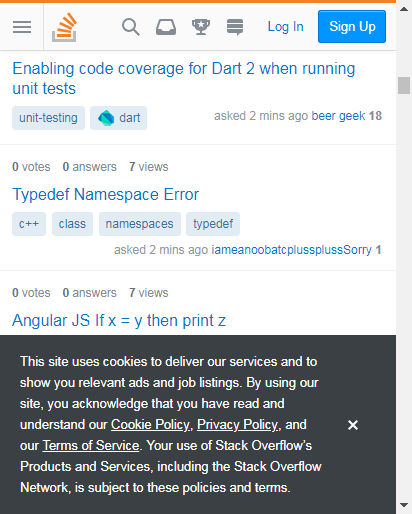 Log In Sign Up
Enabling code coverage for Dart 2 when running
unit tests
unit-testing dart
asked 2 mins ago beer geek 18
0 votes 0 answers 7 views
Typedef Namespace Error
c++ class namespaces typedef
asked 2 mins ago iameanoobatcplussplussSorry 1
0 votes 0 answers 7 views
Angular JS If x = y then print z
This site uses cookies to deliver our services and to
show you relevant ads and job listings. By using our
site, you acknowledge that you have read and
understand our Cookie Policy, Privacy Policy, and
our Terms of Service. Your use of Stack Overflow's
Products and Services, including the Stack Overflow
Network, is subject to these policies and terms.